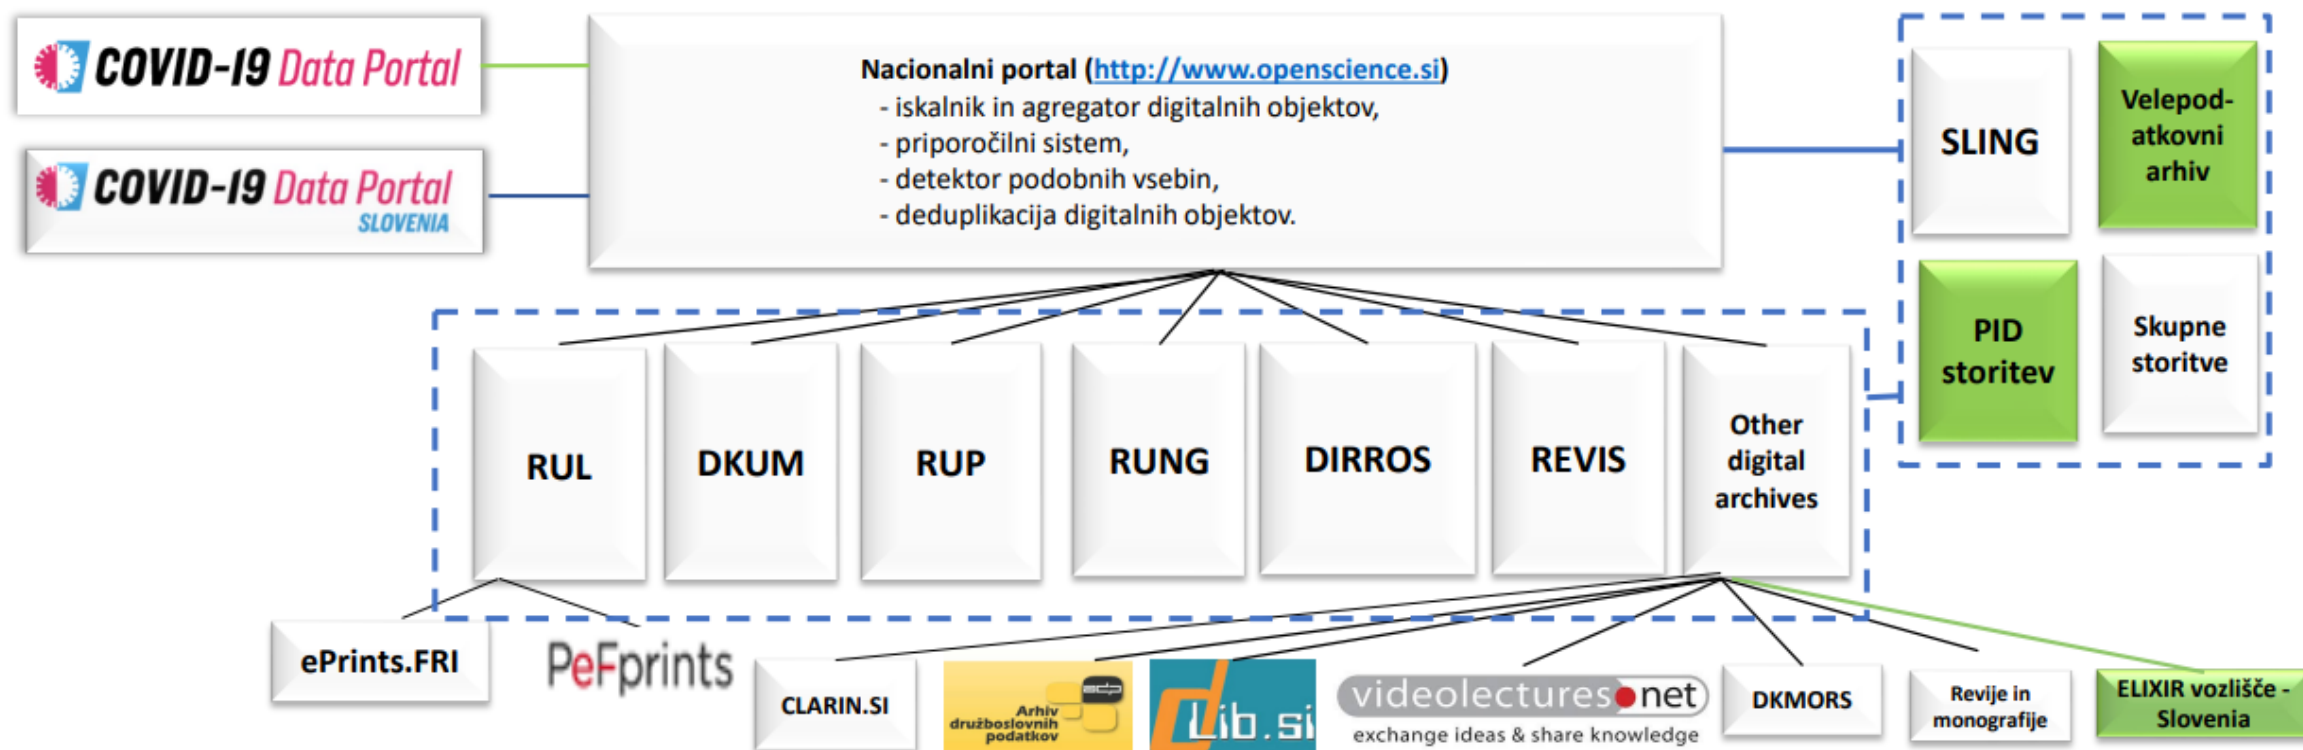 COVID-19 Data Portal
COVID-19 Data Portal
SLOVENIA
Nacionalni portal (http://www.openscience.si)
- iskalnik in agregator digitalnih objektov,
- priporočilni sistem,
- detektor podobnih vsebin,
- deduplikacija digitalnih objektov.
SLING
Velepod-
atkovni
arhiv
PID
storitev
Skupne
storitve
RUL
DKUM
RUP
RUNG
DIRROS
REVIS
Other
digital
archives
ePrints.FRI
PeFprints
CLARIN.SI
adp
Arhiv
družboslovnih
podatkov
dLib.si
videolectures.net
exchange ideas & share knowledge
DKMORS
Revije in
monografije
ELIXIR vozlišče -
Slovenia